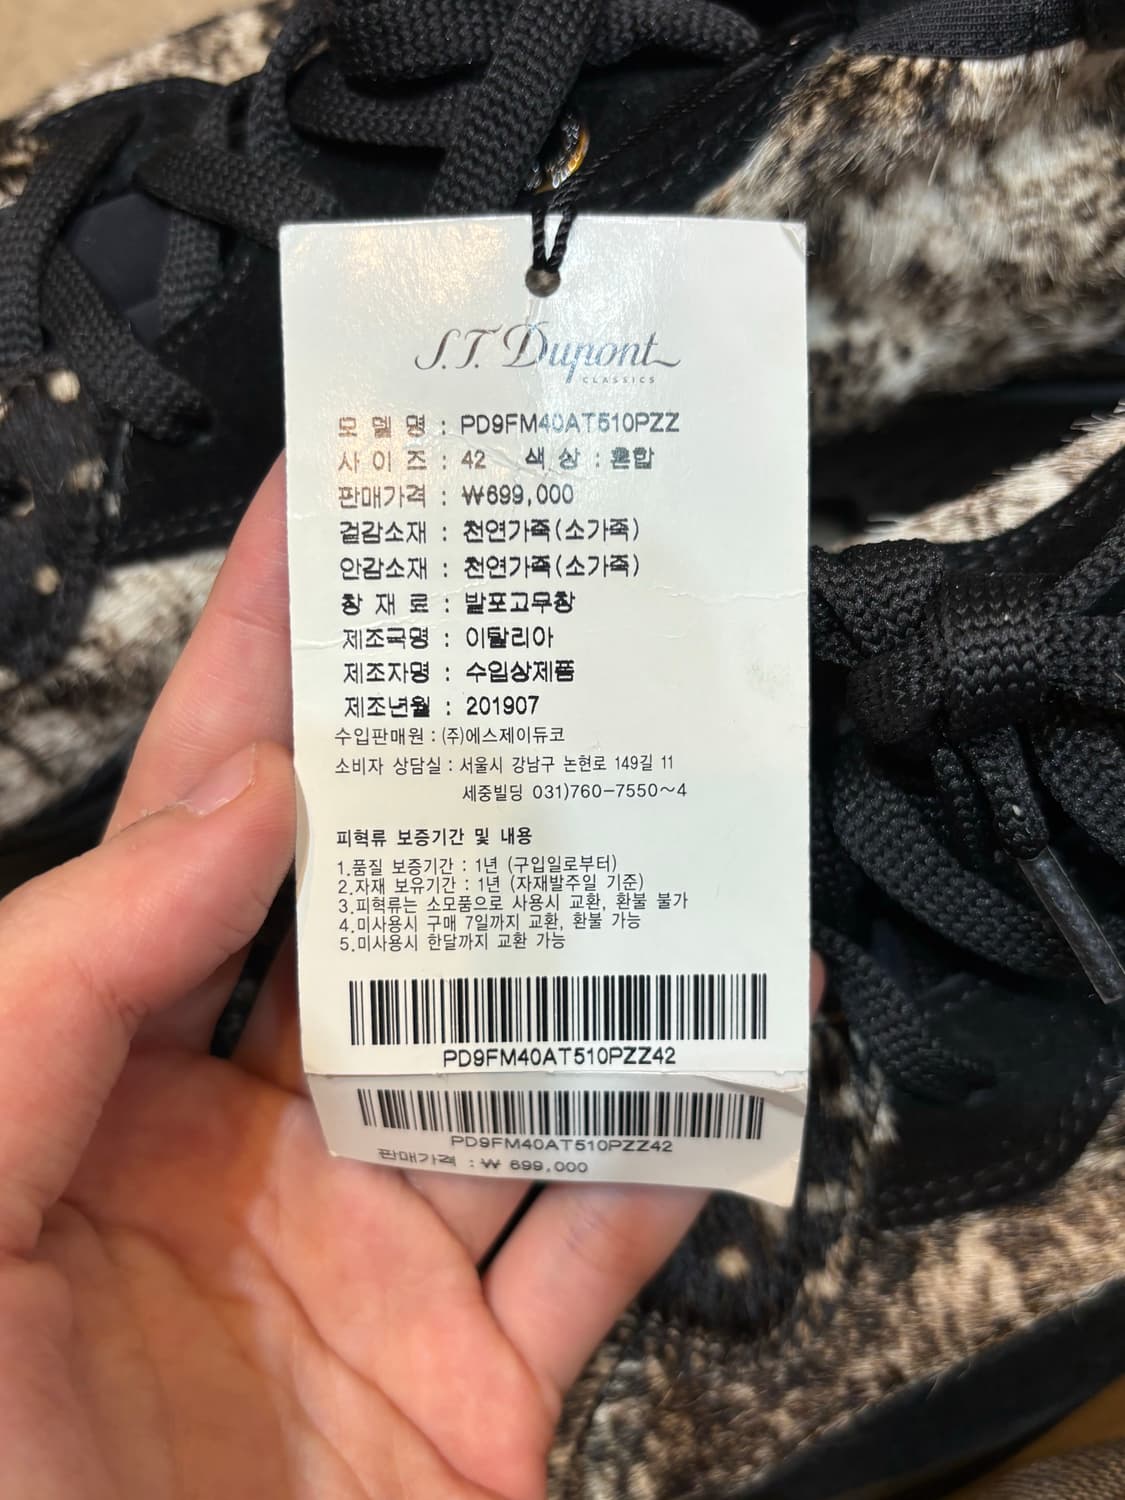 S.T. Dupont
CLASSICS
모 델 명 : PD9FM40AT510PZZ
사 이 즈 : 42 색 상 : 혼합
판매가격 : ₩699,000
겉감소재 : 천연가죽(소가죽)
안감소재 : 천연가죽(소가죽)
창 재 료 : 발포고무창
제조국명 : 이탈리아
제조자명 : 수입상제품
제조년월 : 201907
수입판매원 : (주)에스제이듀코
소비자 상담실 : 서울시 강남구 논현로 149길 11
세중빌딩 031)760-7550~4
피혁류 보증기간 및 내용
1.품질 보증기간 : 1년 (구입일로부터)
2.자재 보유기간 : 1년 (자재발주일 기준)
3.피혁류는 소모품으로 사용시 교환, 환불 불가
4.미사용시 구매 7일까지 교환, 환불 가능
5.미사용시 한달까지 교환 가능
PD9FM40AT510PZZ42
PD9FM40AT510PZZ42
판매가격 : ₩ 699,000